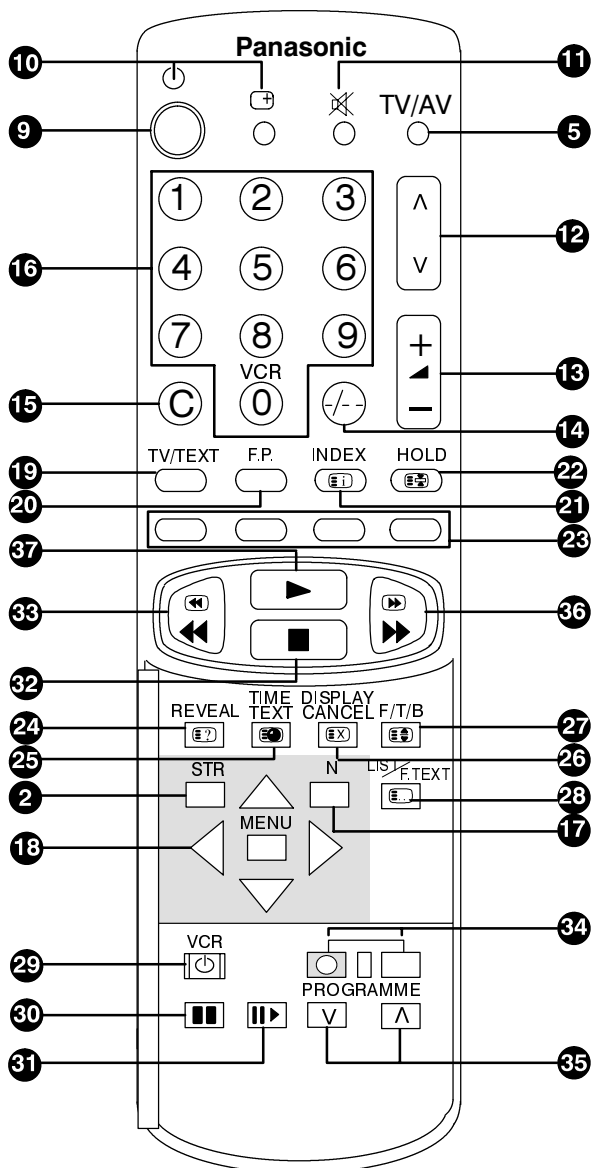 Panasonic
10
11
TV/AV
9
5
1 2 3
12
16
4 5 6
7 8 9
+
13
VCR
−
15
C 0 -/--
14
TV/TEXT F.P. INDEX HOLD
19
22
20
21
23
37
33
36
32
REVEAL TIME TEXT DISPLAY CANCEL F/T/B
24
27
25
26
STR N LIST/F.TEXT
28
2
MENU
17
18
34
VCR
29
PROGRAMME
30
31
35